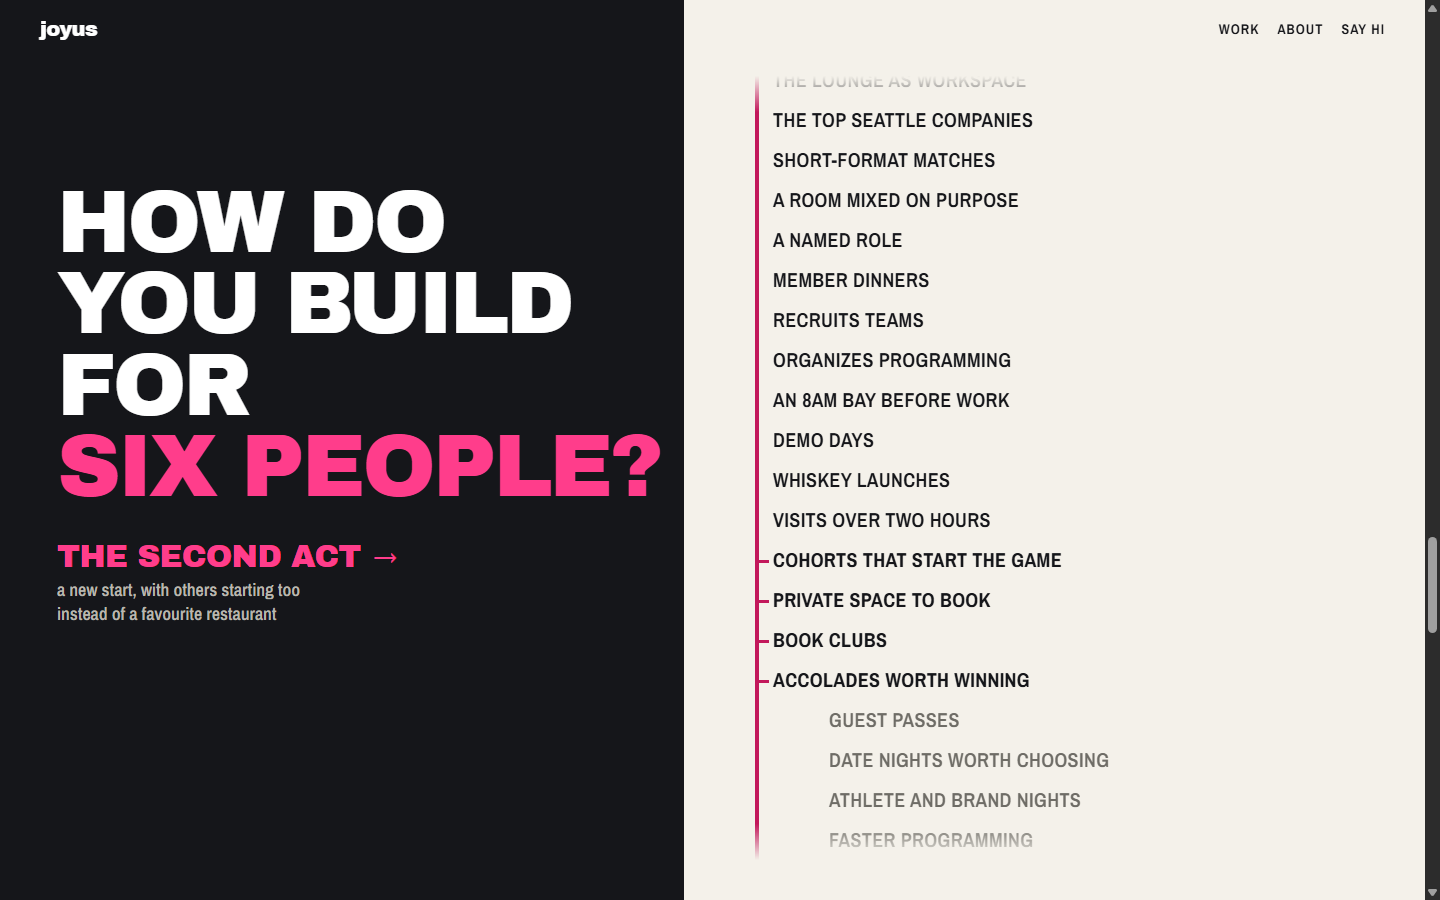 joyus
WORK ABOUT SAY HI
HOW DO
YOU BUILD
FOR
SIX PEOPLE?
THE SECOND ACT →
a new start, with others starting too
instead of a favourite restaurant
THE LOUNGE AS WORKSPACE
THE TOP SEATTLE COMPANIES
SHORT-FORMAT MATCHES
A ROOM MIXED ON PURPOSE
A NAMED ROLE
MEMBER DINNERS
RECRUITS TEAMS
ORGANIZES PROGRAMMING
AN 8AM BAY BEFORE WORK
DEMO DAYS
WHISKEY LAUNCHES
VISITS OVER TWO HOURS
COHORTS THAT START THE GAME
PRIVATE SPACE TO BOOK
BOOK CLUBS
ACCOLADES WORTH WINNING
GUEST PASSES
DATE NIGHTS WORTH CHOOSING
ATHLETE AND BRAND NIGHTS
FASTER PROGRAMMING